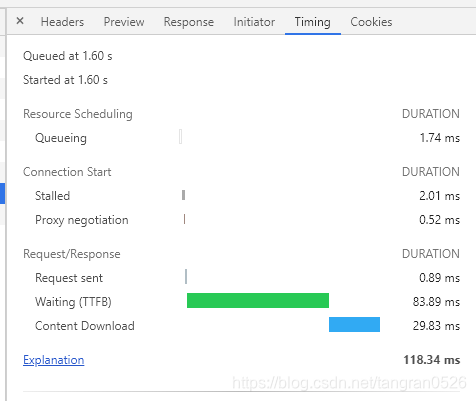 × Headers Preview Response Initiator Timing Cookies
Queued at 1.60 s
Started at 1.60 s
Resource Scheduling DURATION
Queueing 1.74 ms
Connection Start DURATION
Stalled 2.01 ms
Proxy negotiation 0.52 ms
Request/Response DURATION
Request sent 0.89 ms
Waiting (TTFB) 83.89 ms
Content Download 29.83 ms
Explanation 118.34 ms
https://blog.csdn.net/tangran0526